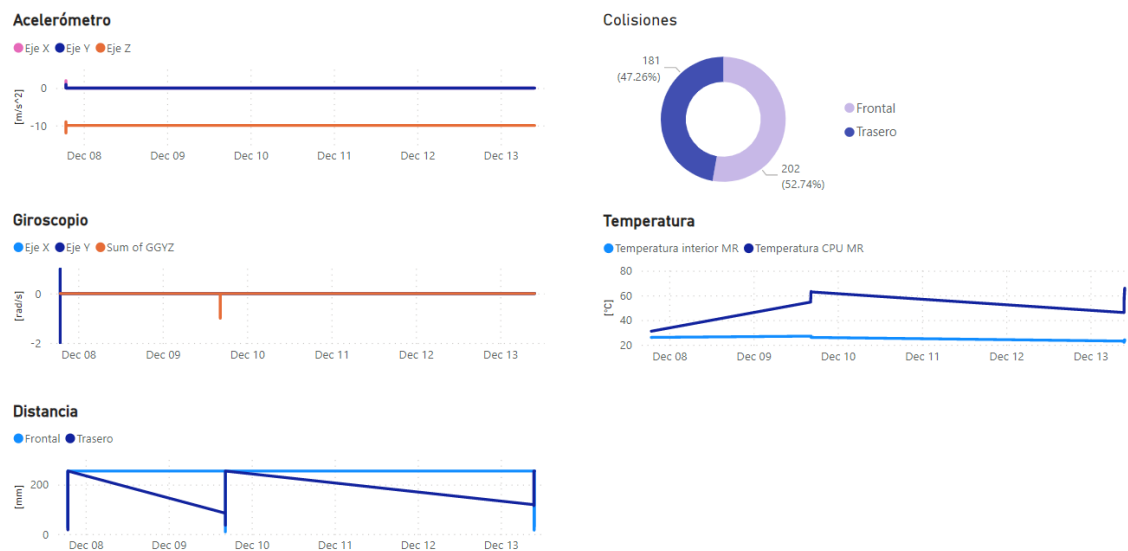 Acelerómetro
Eje X Eje Y Eje Z
[m/s^2]
0
-10
Dec 08 Dec 09 Dec 10 Dec 11 Dec 12 Dec 13
Colisiones
181
(47.26%)
202
(52.74%)
Frontal
Trasero
Giroscopio
Eje X Eje Y Sum of GGYZ
[rad/s]
0
-2
Dec 08 Dec 09 Dec 10 Dec 11 Dec 12 Dec 13
Temperatura
Temperatura interior MR Temperatura CPU MR
[°C]
80
60
40
20
Dec 08 Dec 09 Dec 10 Dec 11 Dec 12 Dec 13
Distancia
Frontal Trasero
[mm]
200
0
Dec 08 Dec 09 Dec 10 Dec 11 Dec 12 Dec 13